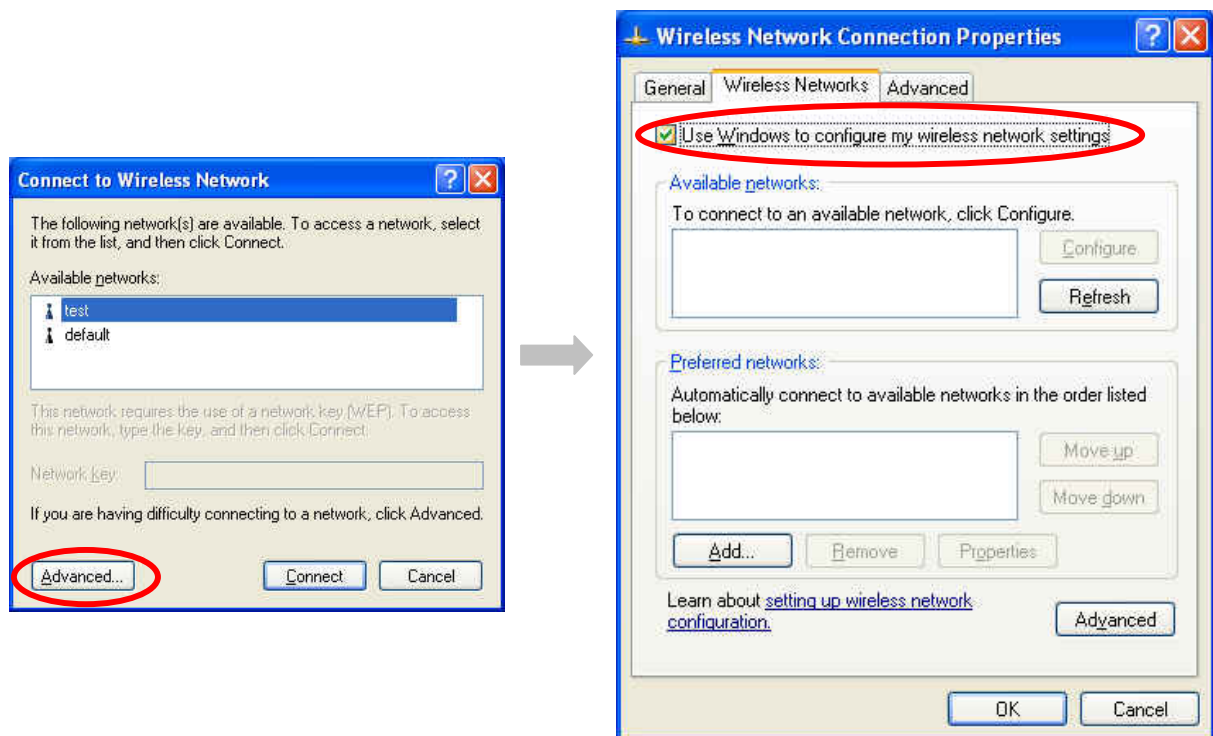 Connect to Wireless Network
The following network(s) are available. To access a network, select
it from the list, and then click Connect.
Available networks:
test
default
This network requires the use of a network key (WEP). To access
this network, type the key, and then click Connect.
Network key:
If you are having difficulty connecting to a network, click Advanced.
Advanced...
Connect
Cancel
Wireless Network Connection Properties
General
Wireless Networks
Advanced
Use Windows to configure my wireless network settings
Available networks:
To connect to an available network, click Configure.
Configure
Refresh
Preferred networks:
Automatically connect to available networks in the order listed
below:
Move up
Move down
Add...
Remove
Properties
Learn about setting up wireless network
configuration.
Advanced
OK
Cancel